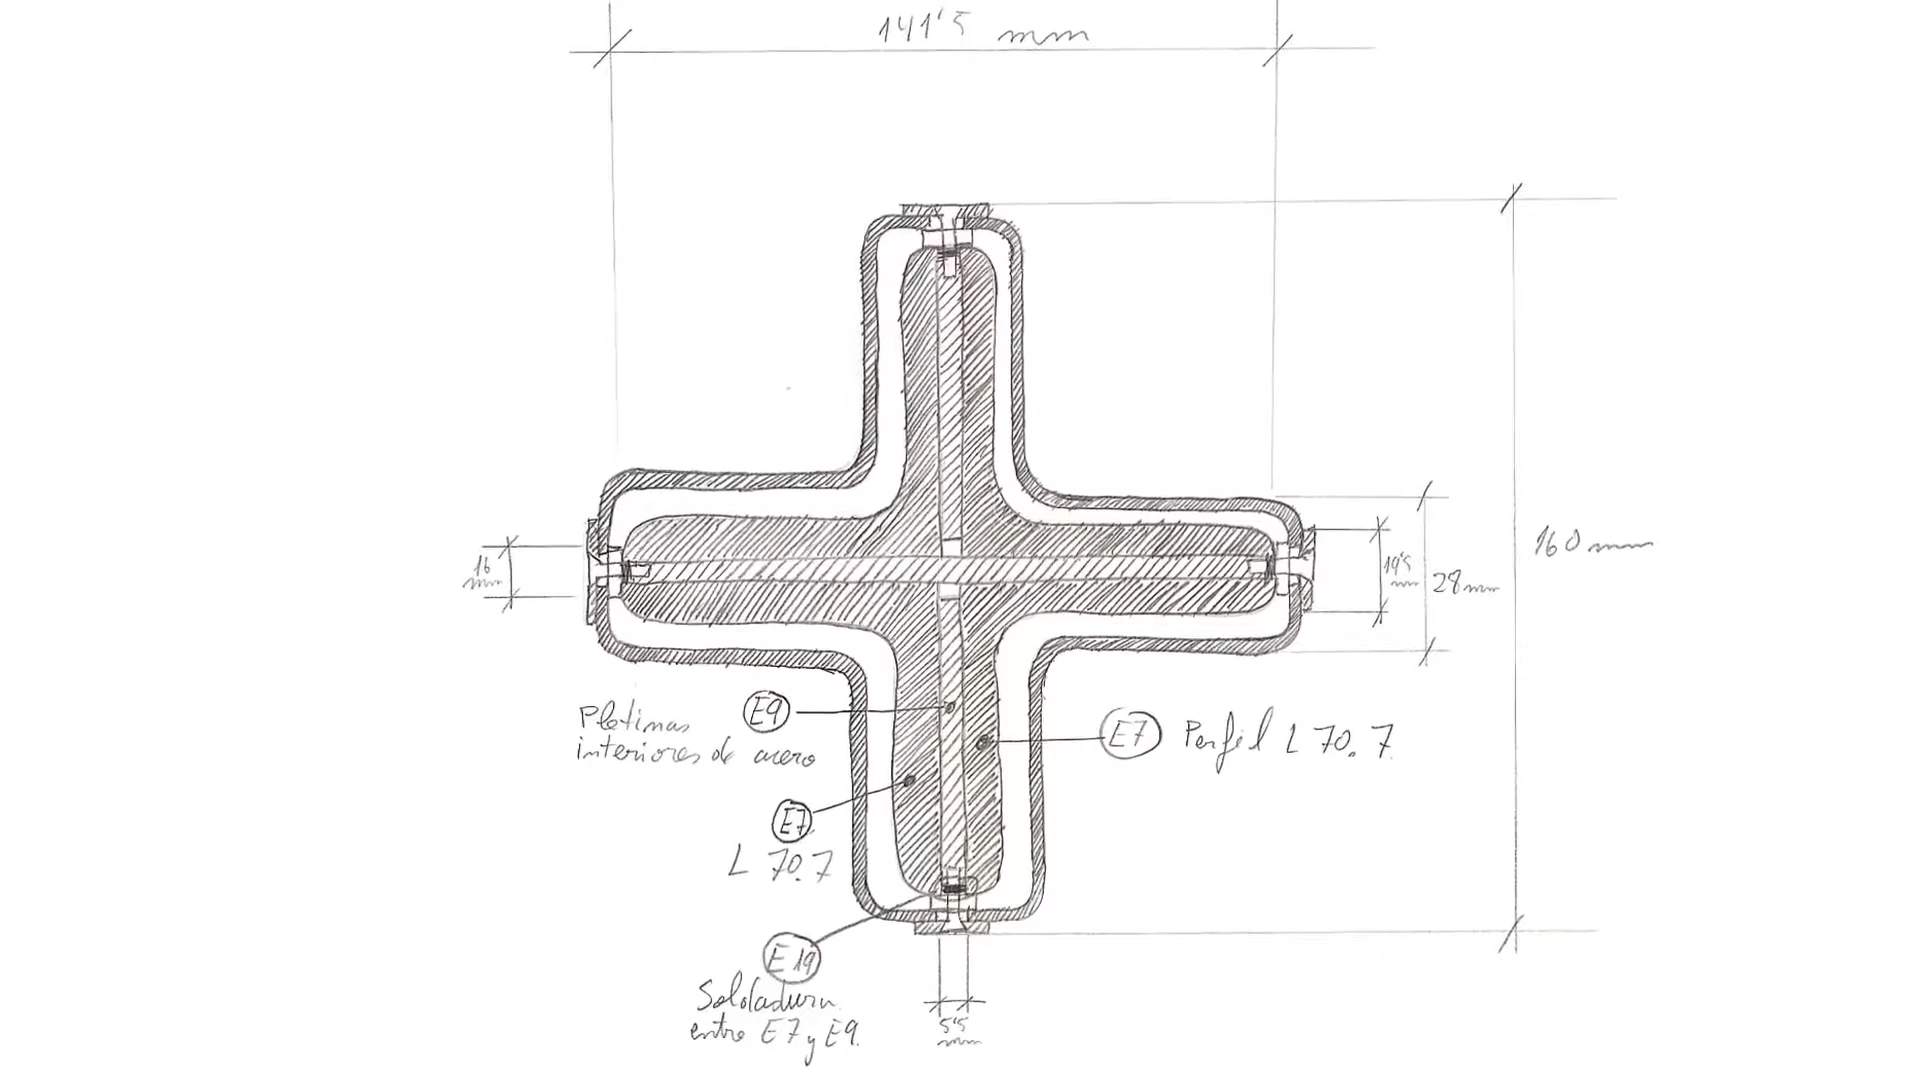 141'5 mm
160 mm
16
mm
19'5
mm
28 mm
Pletinas
interiores de acero
E9
E7 Perfil L 70.7
E7
L 70.7
E19
Soldadura
entre E7 y E9.
5'5
mm